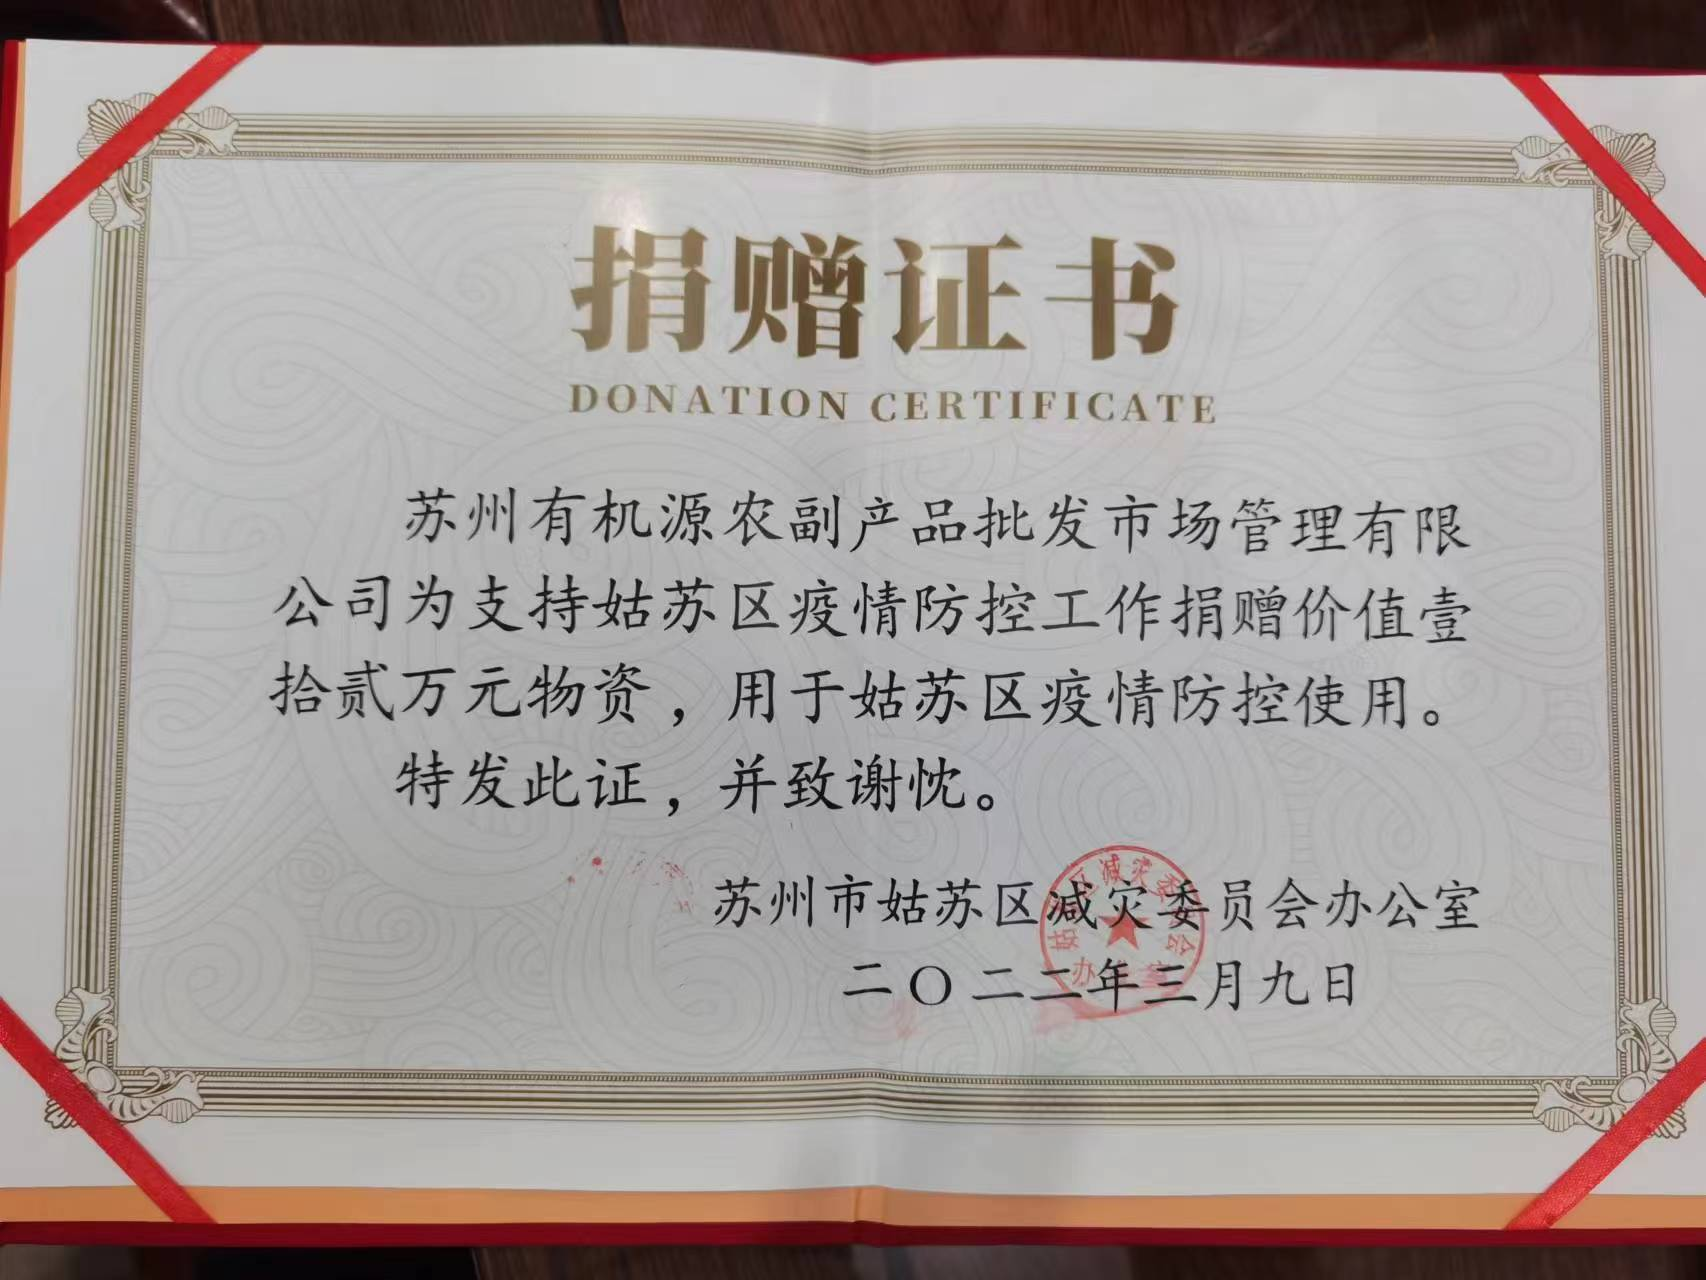 捐赠证书
DONATION CERTIFICATE
苏州有机源农副产品批发市场管理有限
公司为支持姑苏区疫情防控工作捐赠价值壹
拾贰万元物资，用于姑苏区疫情防控使用。
特发此证，并致谢忱。
苏州市姑苏区减灾委员会办公室
二〇二二年三月九日